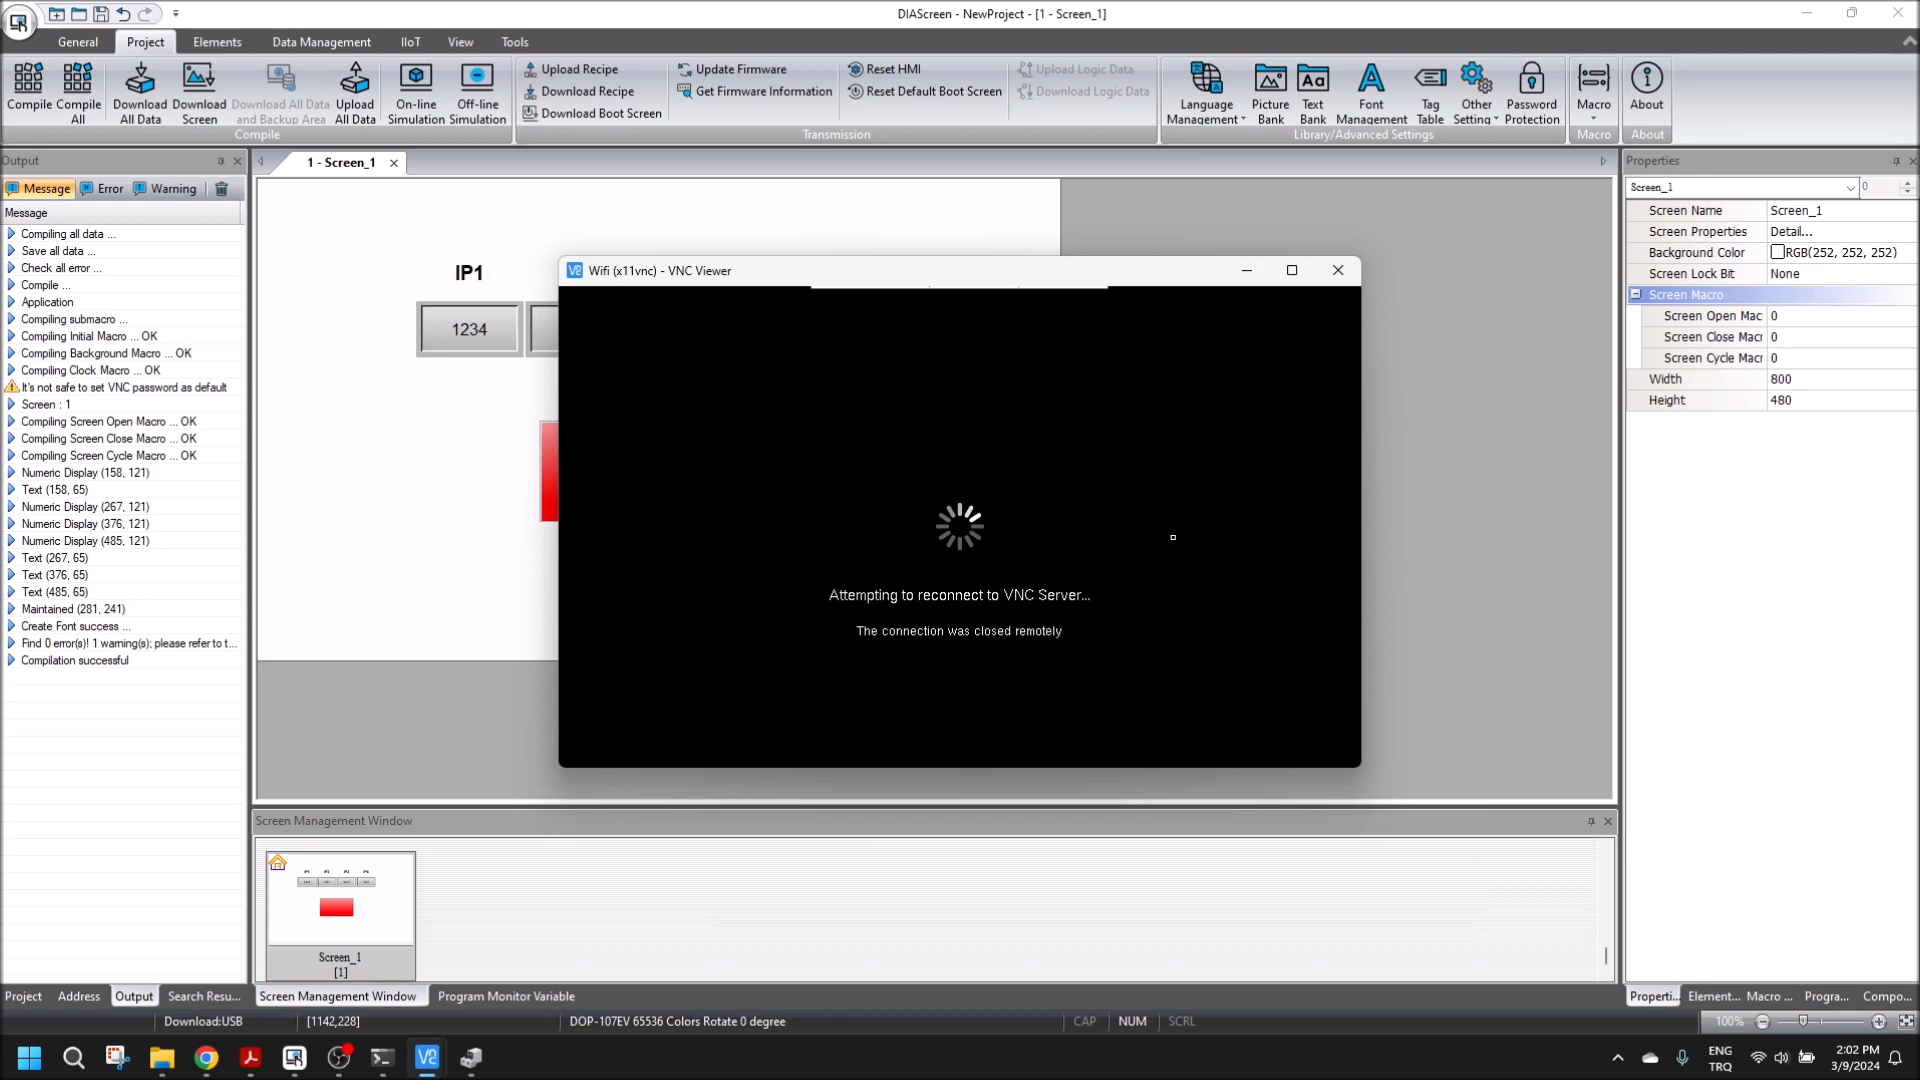 DIAScreen - NewProject - [1 - Screen_1]
General
Project
Elements
Data Management
IIoT
View
Tools
Compile
Compile All
Download All Data
Download Screen
Download All Data and Backup Area
Upload All Data
On-line Simulation
Off-line Simulation
Compile
Upload Recipe
Download Recipe
Download Boot Screen
Update Firmware
Get Firmware Information
Reset HMI
Reset Default Boot Screen
Upload Logic Data
Download Logic Data
Transmission
Language Management
Picture Bank
Text Bank
Font Management
Tag Table
Other Setting
Password Protection
Library/Advanced Settings
Macro
Macro
About
About
Output
Message
Error
Warning
Message
Compiling all data ...
Save all data ...
Check all error ...
Compile ...
Application
Compiling submacro ...
Compiling Initial Macro ... OK
Compiling Background Macro ... OK
Compiling Clock Macro ... OK
It's not safe to set VNC password as default
Screen : 1
Compiling Screen Open Macro ... OK
Compiling Screen Close Macro ... OK
Compiling Screen Cycle Macro ... OK
Numeric Display (158, 121)
Text (158, 65)
Numeric Display (267, 121)
Numeric Display (376, 121)
Numeric Display (485, 121)
Text (267, 65)
Text (376, 65)
Text (485, 65)
Maintained (281, 241)
Create Font success ...
Find 0 error(s)! 1 warning(s); please refer to t...
Compilation successful
1 - Screen_1
IP1
1234
Wifi (x11vnc) - VNC Viewer
Attempting to reconnect to VNC Server...
The connection was closed remotely
Properties
Screen_1
0
Screen Name Screen_1
Screen Properties Detail...
Background Color RGB(252, 252, 252)
Screen Lock Bit None
Screen Macro
Screen Open Mac 0
Screen Close Macr 0
Screen Cycle Macr 0
Width 800
Height 480
Screen Management Window
Screen_1
[1]
Project
Address
Output
Search Resu...
Screen Management Window
Program Monitor Variable
Properti...
Element...
Macro ...
Progra...
Compo...
Download:USB
[1142,228]
DOP-107EV 65536 Colors Rotate 0 degree
CAP
NUM
SCRL
100%
ENG
TRQ
2:02 PM
3/9/2024